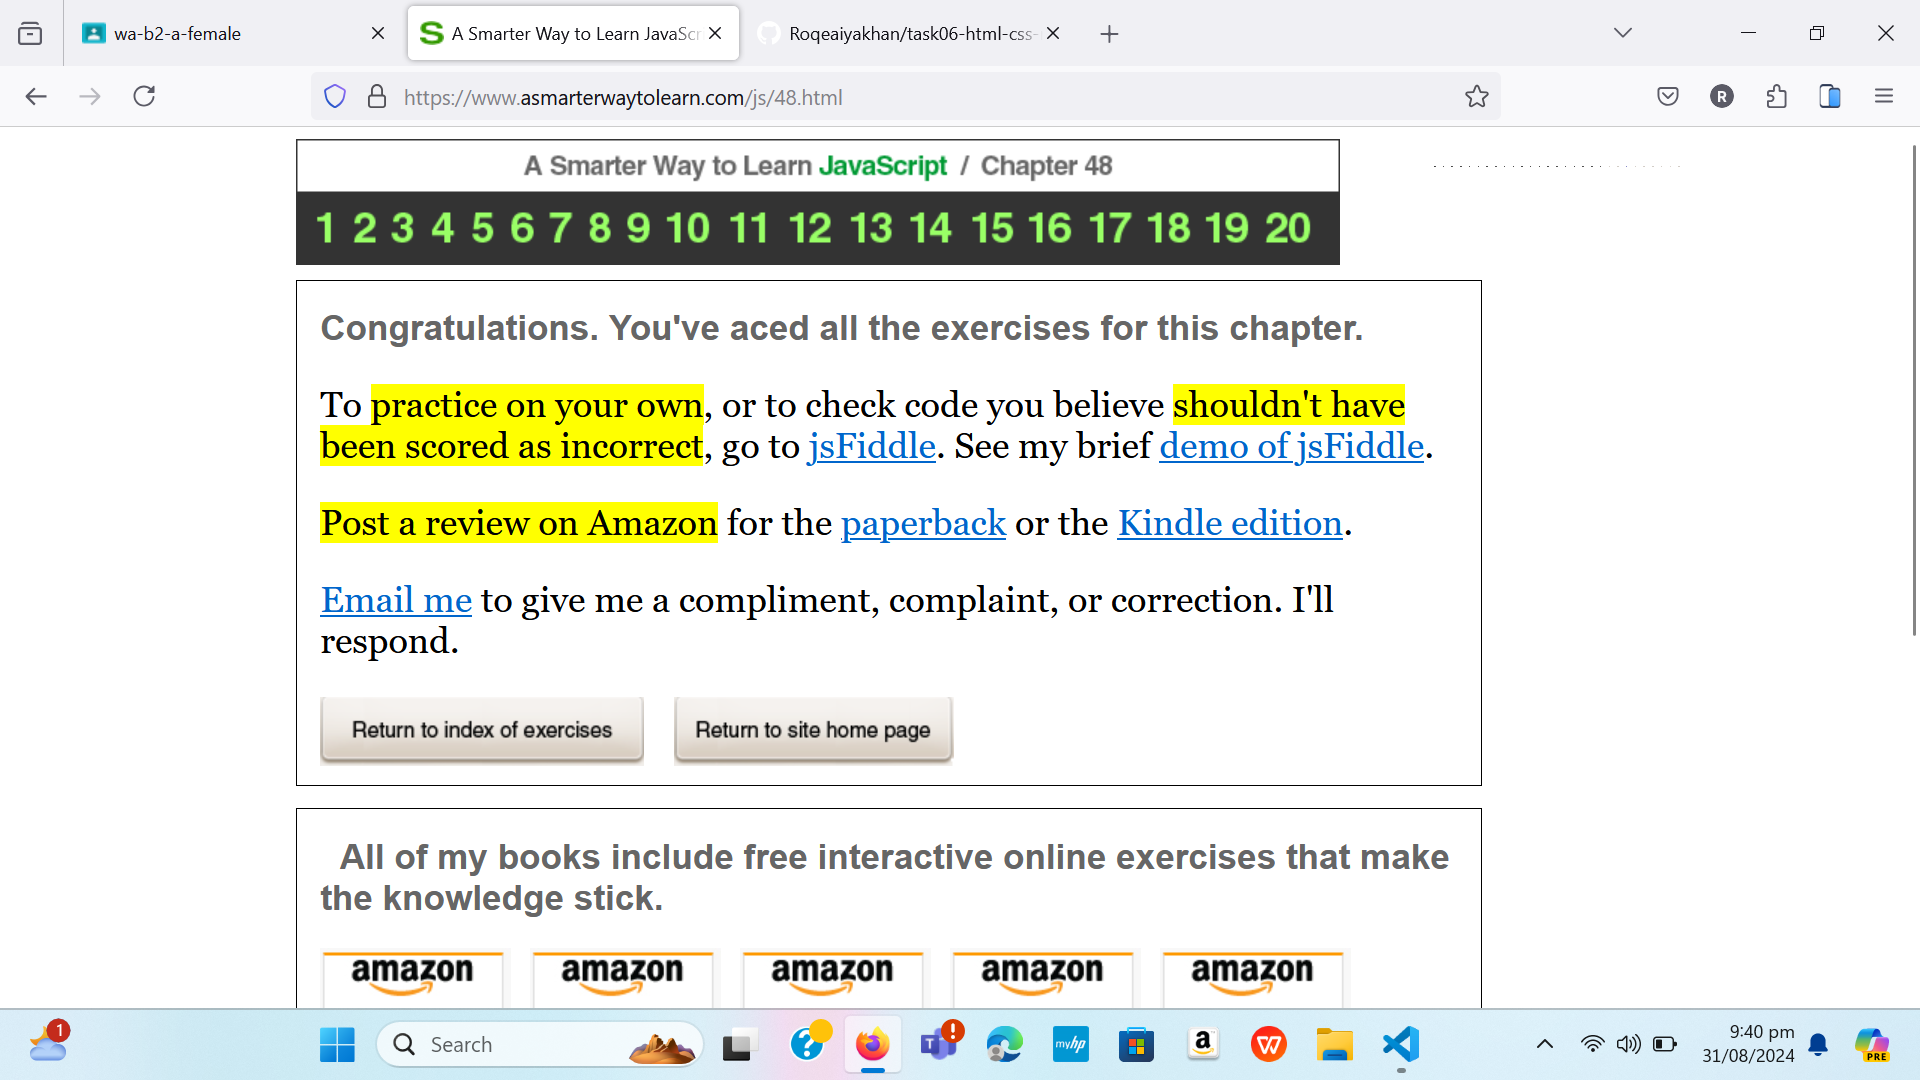 wa-b2-a-female
A Smarter Way to Learn JavaScr
Roqeaiyakhan/task06-html-css-
https://www.asmarterwaytolearn.com/js/48.html
R
A Smarter Way to Learn JavaScript / Chapter 48
1 2 3 4 5 6 7 8 9 10 11 12 13 14 15 16 17 18 19 20
Congratulations. You've aced all the exercises for this chapter.
To practice on your own, or to check code you believe shouldn't have
been scored as incorrect, go to jsFiddle. See my brief demo of jsFiddle.
Post a review on Amazon for the paperback or the Kindle edition.
Email me to give me a compliment, complaint, or correction. I'll
respond.
Return to index of exercises Return to site home page
All of my books include free interactive online exercises that make
the knowledge stick.
amazon amazon amazon amazon amazon
1
Search
myhp
PRE
9:40 pm
31/08/2024